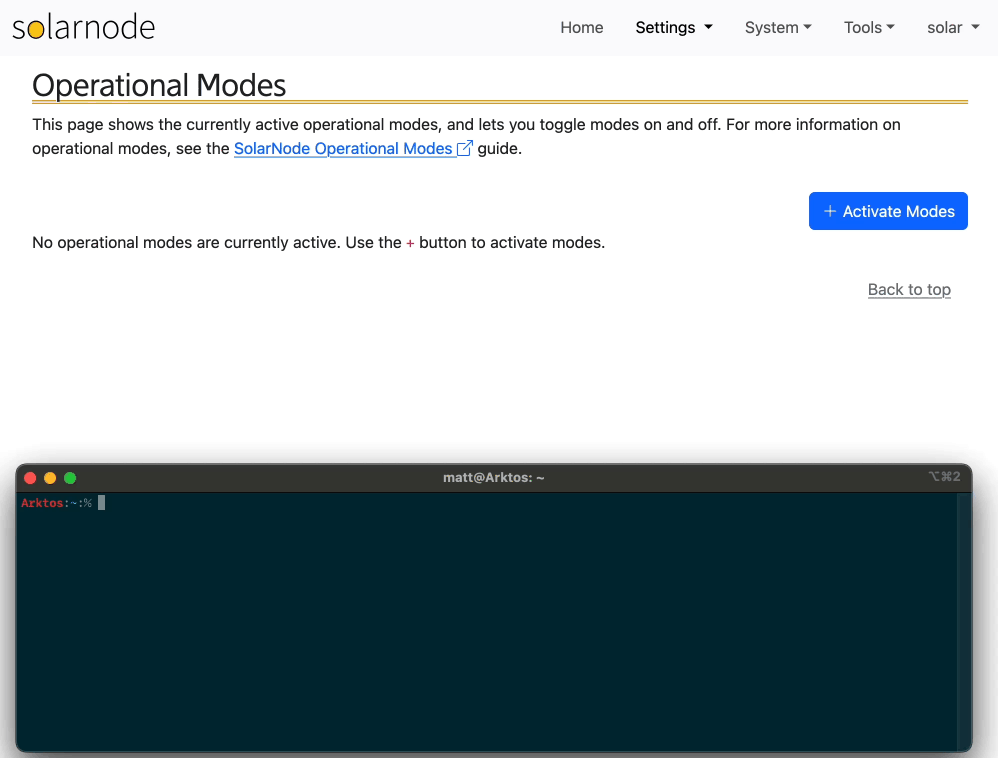 solarnode
Home Settings System Tools solar
Operational Modes
This page shows the currently active operational modes, and lets you toggle modes on and off. For more information on
operational modes, see the SolarNode Operational Modes guide.
+ Activate Modes
No operational modes are currently active. Use the + button to activate modes.
Back to top
matt@Arktos: ~ ⌥⌘2
Arktos:~:%